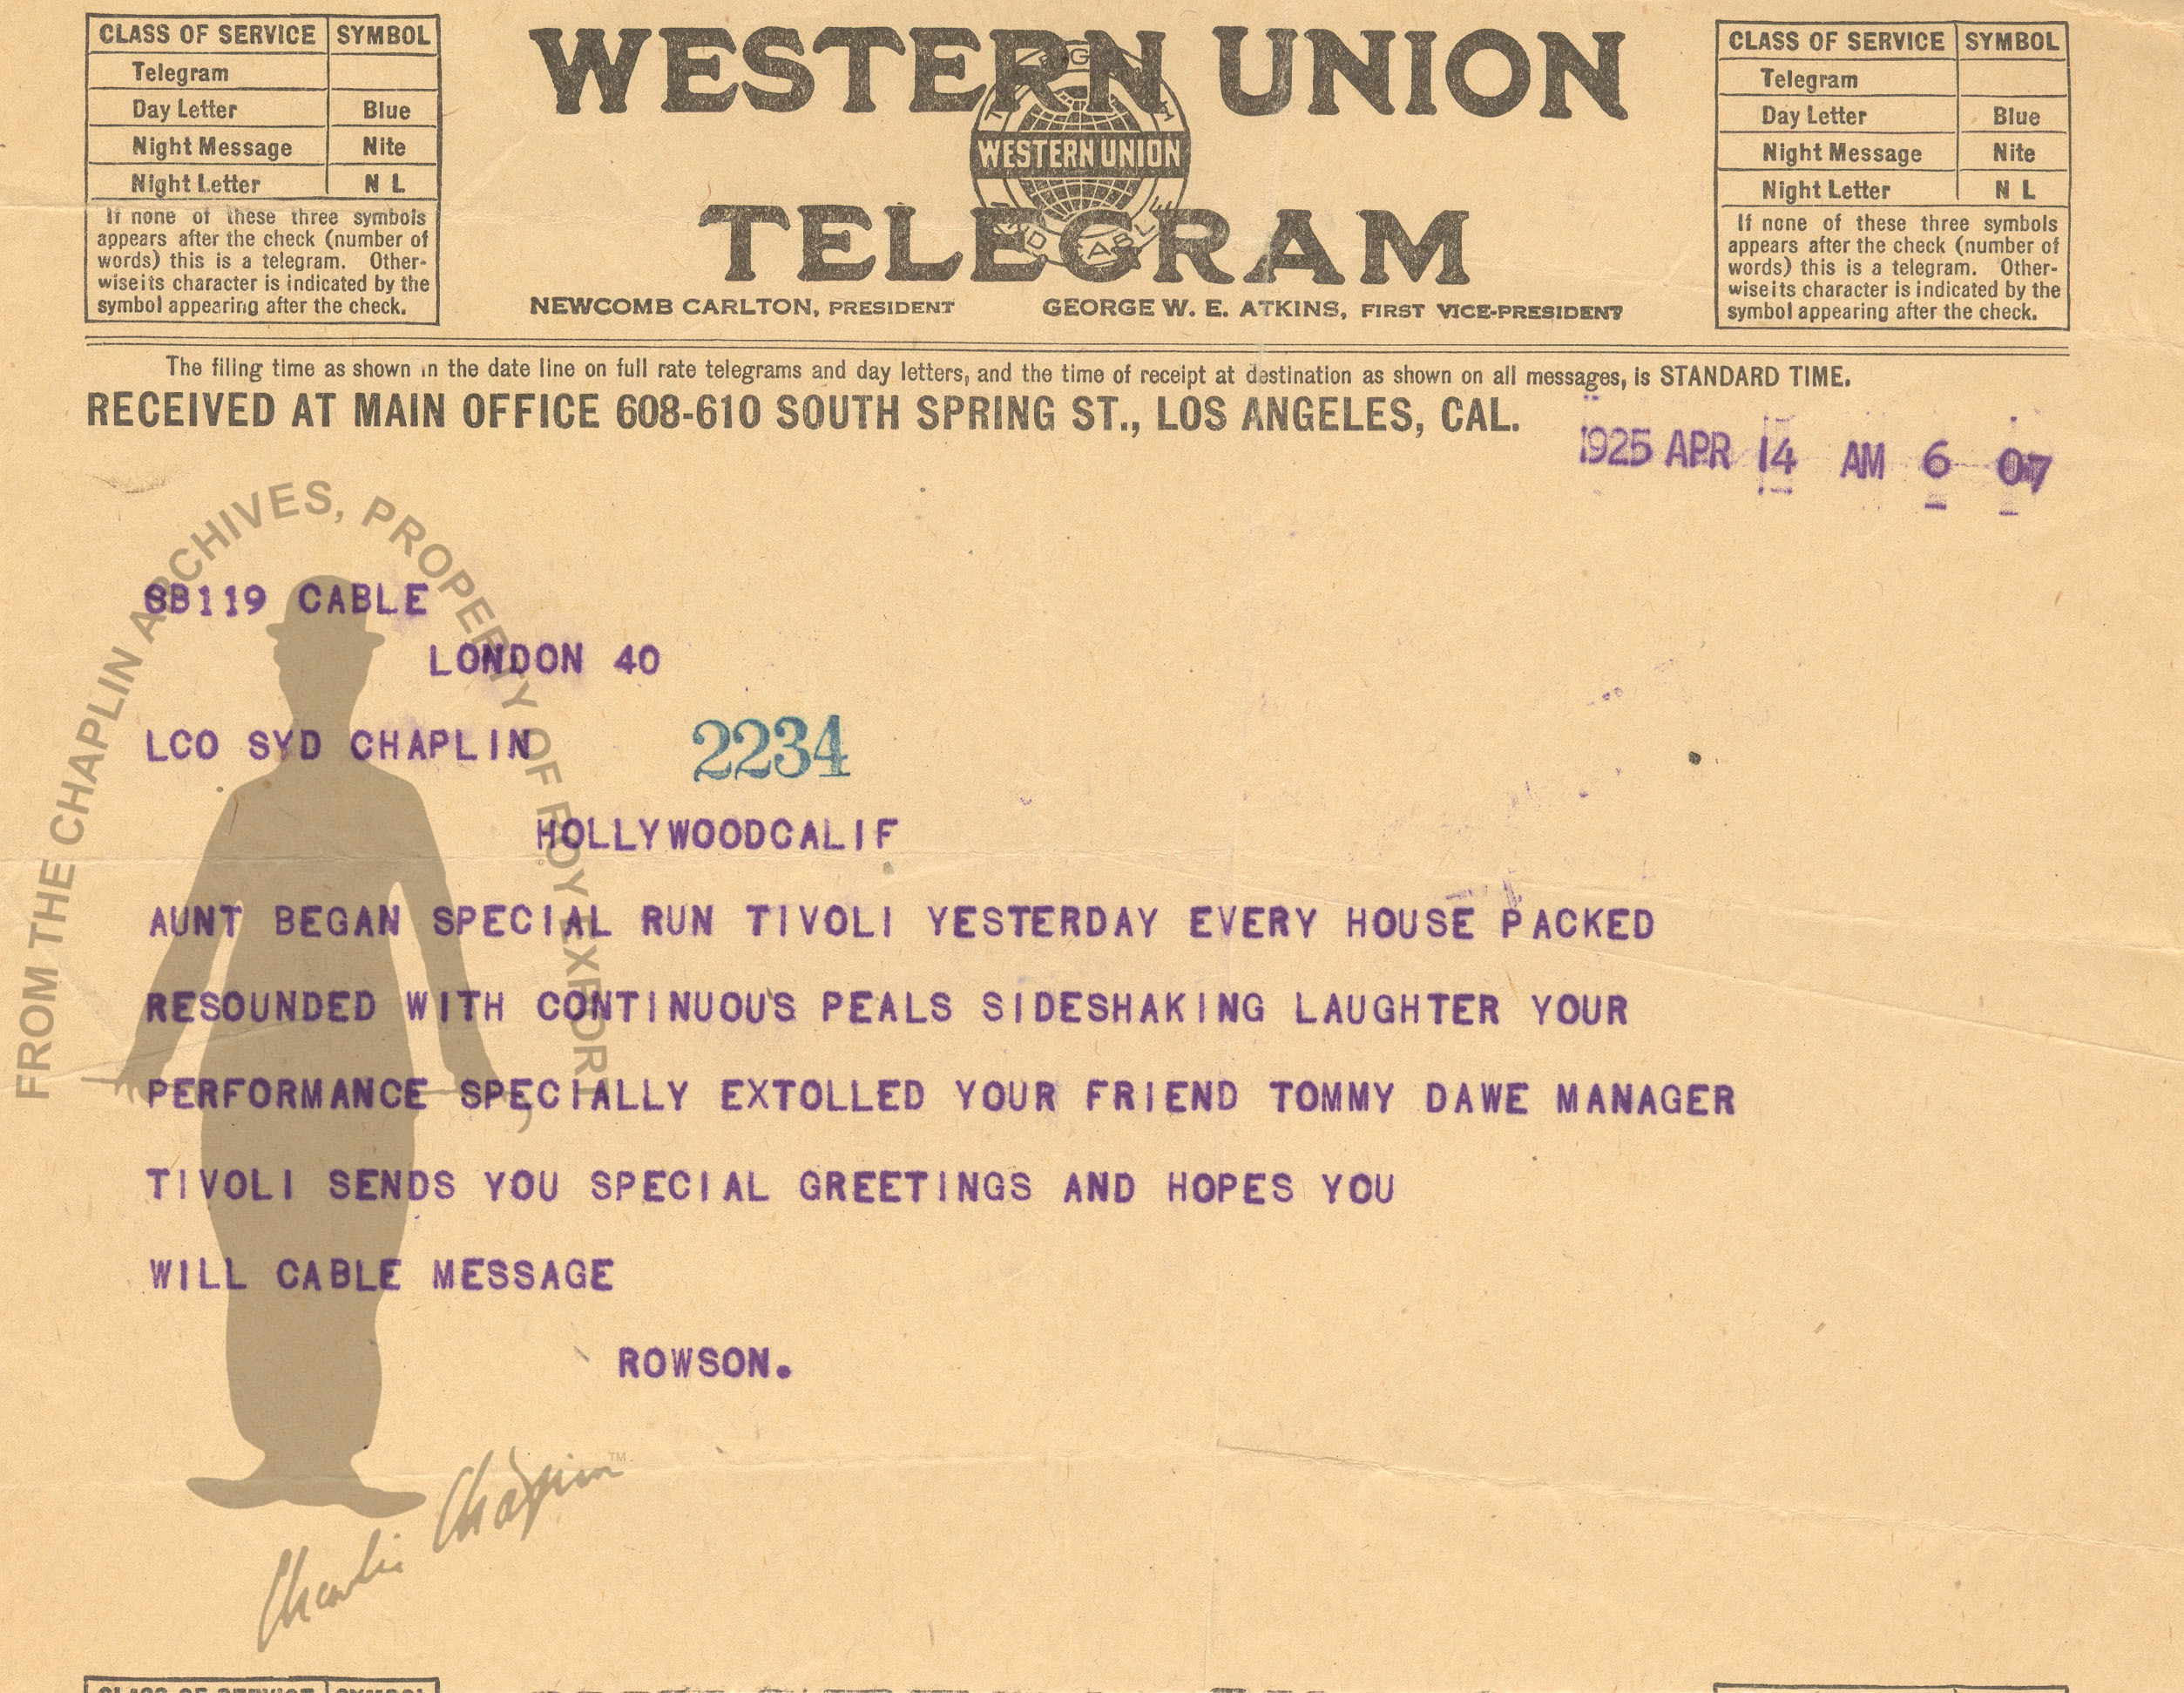 CLASS OF SERVICE SYMBOL
Telegram
Day Letter Blue
Night Message Nite
Night Letter N L
If none of these three symbols
appears after the check (number of
words) this is a telegram. Other-
wise its character is indicated by the
symbol appearing after the check.
WESTERN UNION
WESTERN UNION
TELEGRAM
NEWCOMB CARLTON, PRESIDENT GEORGE W. E. ATKINS, FIRST VICE-PRESIDENT
CLASS OF SERVICE SYMBOL
Telegram
Day Letter Blue
Night Message Nite
Night Letter N L
If none of these three symbols
appears after the check (number of
words) this is a telegram. Other-
wise its character is indicated by the
symbol appearing after the check.
The filing time as shown in the date line on full rate telegrams and day letters, and the time of receipt at destination as shown on all messages, is STANDARD TIME.
RECEIVED AT MAIN OFFICE 608-610 SOUTH SPRING ST., LOS ANGELES, CAL.
1925 APR 14 AM 6 07
FROM THE CHAPLIN ARCHIVES, PROPERTY OF ROY EXPORT,
SB119 CABLE
LONDON 40
LCO SYD CHAPLIN 2234
HOLLYWOODCALIF
AUNT BEGAN SPECIAL RUN TIVOLI YESTERDAY EVERY HOUSE PACKED
RESOUNDED WITH CONTINUOUS PEALS SIDESHAKING LAUGHTER YOUR
PERFORMANCE SPECIALLY EXTOLLED YOUR FRIEND TOMMY DAWE MANAGER
TIVOLI SENDS YOU SPECIAL GREETINGS AND HOPES YOU
WILL CABLE MESSAGE
ROWSON.
Charlie Chaplin™
CLASS OF SERVICE SYMBOL